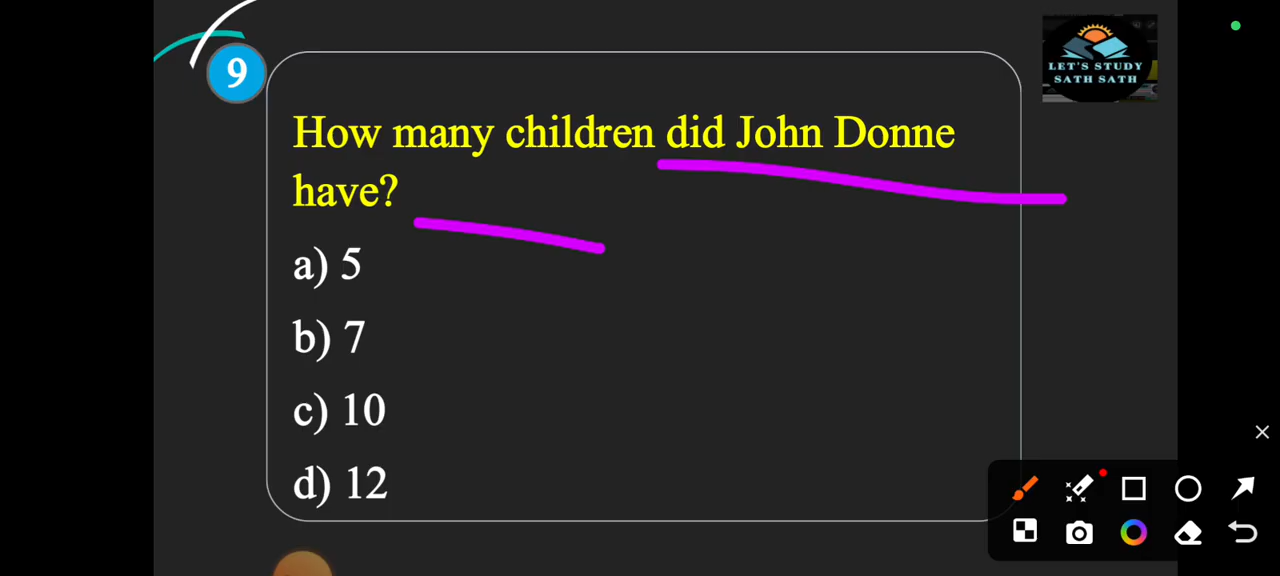 9
LET'S STUDY
SATH SATH
How many children did John Donne
have?
a) 5
b) 7
c) 10
d) 12